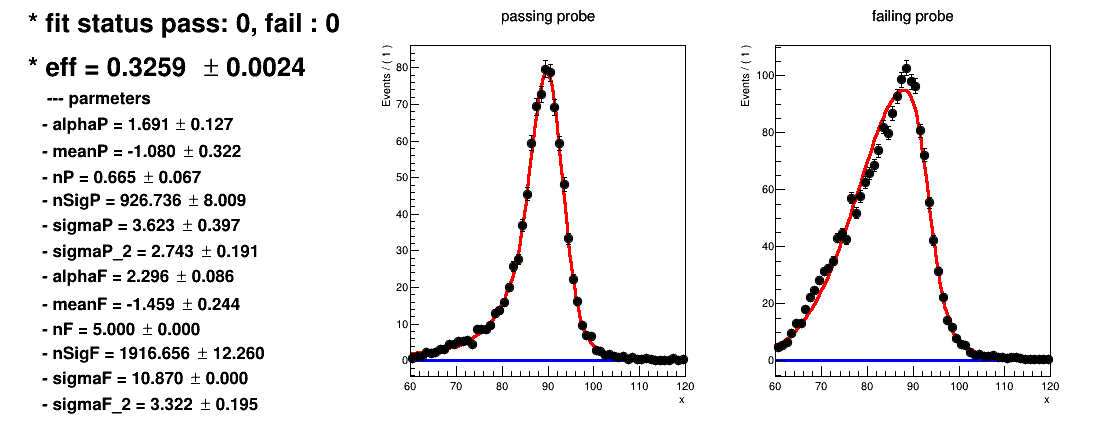 * fit status pass: 0, fail : 0
* eff = 0.3259 ± 0.0024
--- parmeters
- alphaP = 1.691 ± 0.127
- meanP = -1.080 ± 0.322
- nP = 0.665 ± 0.067
- nSigP = 926.736 ± 8.009
- sigmaP = 3.623 ± 0.397
- sigmaP_2 = 2.743 ± 0.191
- alphaF = 2.296 ± 0.086
- meanF = -1.459 ± 0.244
- nF = 5.000 ± 0.000
- nSigF = 1916.656 ± 12.260
- sigmaF = 10.870 ± 0.000
- sigmaF_2 = 3.322 ± 0.195
passing probe
Events / ( 1 )
80
70
60
50
40
30
20
10
0
60 70 80 90 100 110 120
x
failing probe
Events / ( 1 )
100
80
60
40
20
0
60 70 80 90 100 110 120
x